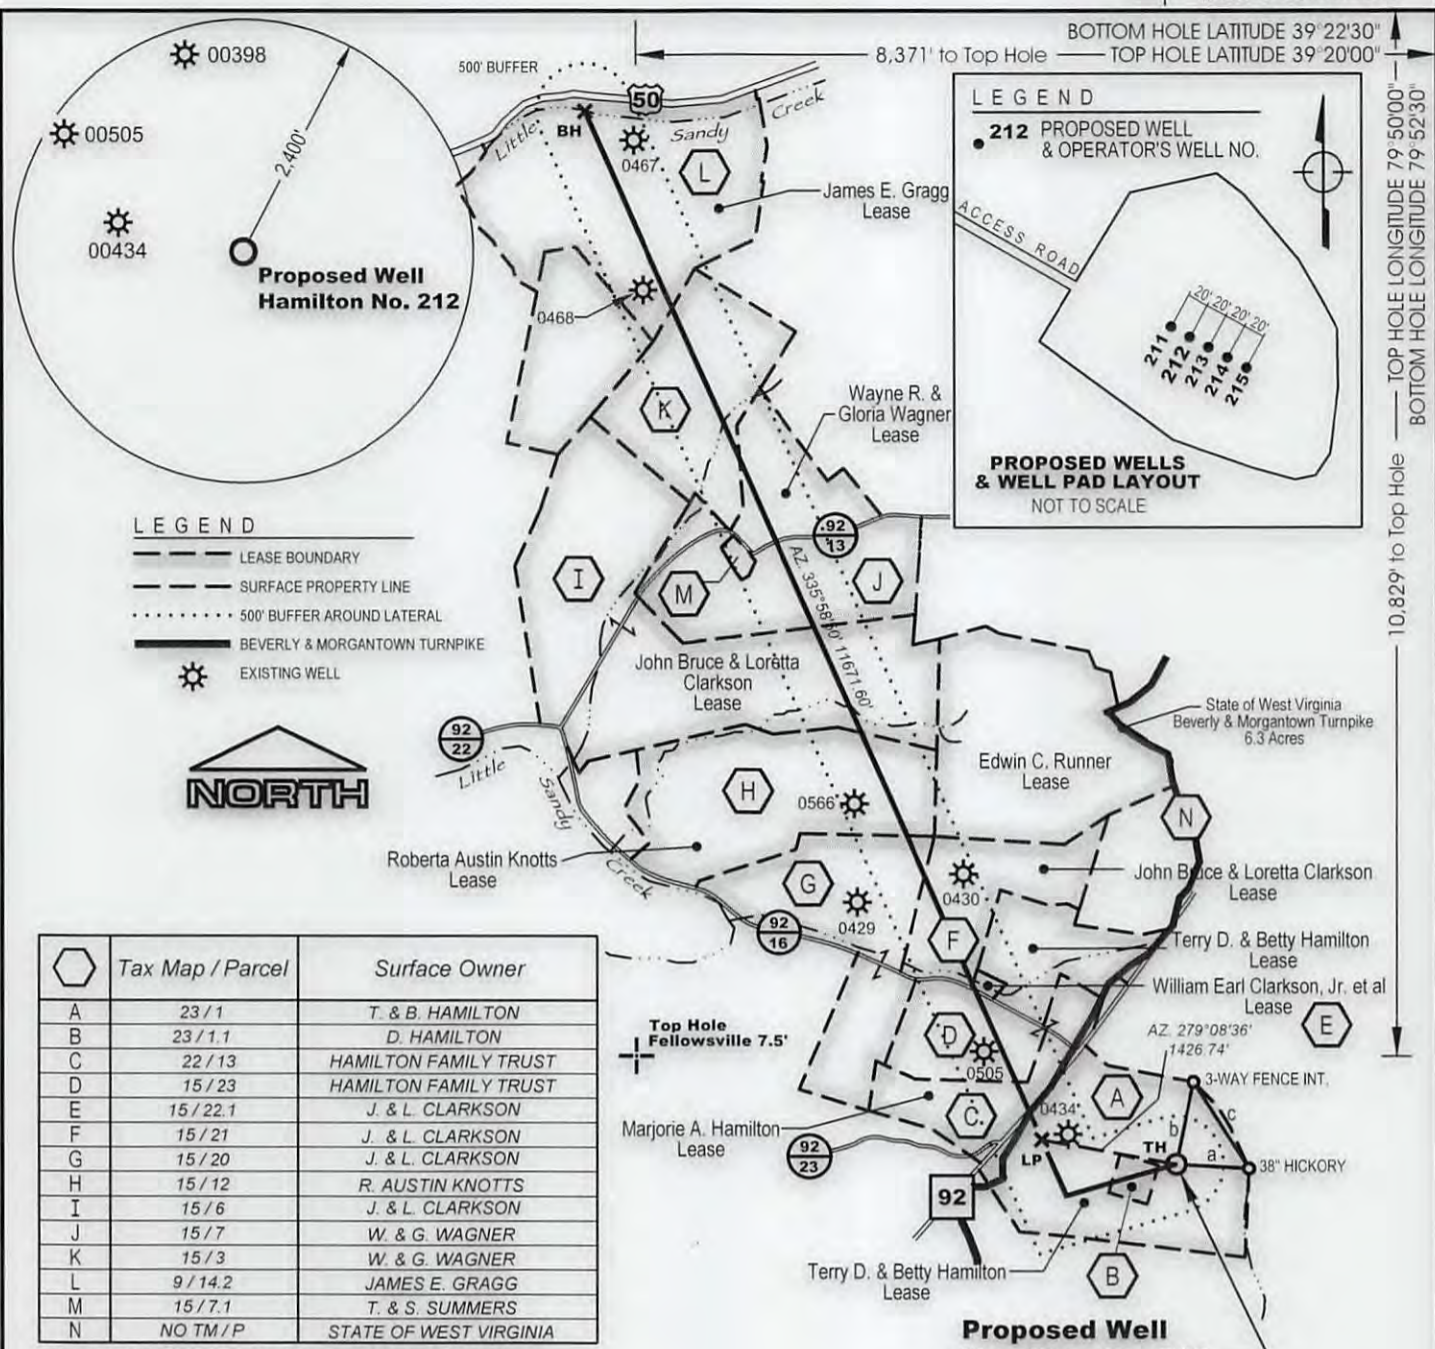 BOTTOM HOLE LATITUDE 39°22'30"
8,371' to Top Hole
TOP HOLE LATITUDE 39°20'00"
TOP HOLE LONGITUDE 79°50'00"
BOTTOM HOLE LONGITUDE 79°52'30"
10,829' to Top Hole
00398
00505
00434
2,400'
Proposed Well
Hamilton No. 212
500' BUFFER
50
BH
Little
Sandy
Creek
0467
L
James E. Gragg
Lease
0468
K
Wayne R. &
Gloria Wagner
Lease
LEGEND
212 PROPOSED WELL
& OPERATOR'S WELL NO.
ACCESS ROAD
20' 20' 20' 20'
211
212
213
214
215
PROPOSED WELLS
& WELL PAD LAYOUT
NOT TO SCALE
LEGEND
LEASE BOUNDARY
SURFACE PROPERTY LINE
500' BUFFER AROUND LATERAL
BEVERLY & MORGANTOWN TURNPIKE
EXISTING WELL
NORTH
92
13
I
M
J
AZ. 335°58'50" 11671.60'
John Bruce & Loretta
Clarkson
Lease
92
22
Little
Sandy
Creek
State of West Virginia
Beverly & Morgantown Turnpike
6.3 Acres
Edwin C. Runner
Lease
H
0566
N
Roberta Austin Knotts
Lease
G
0429
0430
John Bruce & Loretta Clarkson
Lease
92
16
F
Terry D. & Betty Hamilton
Lease
William Earl Clarkson, Jr. et al
Lease
E
Top Hole
Fellowsville 7.5'
D
0505
AZ. 279°08'36"
1426.74'
3-WAY FENCE INT.
A
0434
C
Marjorie A. Hamilton
Lease
92
23
LP
TH
a
b
c
38" HICKORY
92
Terry D. & Betty Hamilton
Lease
B
Proposed Well
Tax Map / Parcel Surface Owner
A 23 / 1 T. & B. HAMILTON
B 23 / 1.1 D. HAMILTON
C 22 / 13 HAMILTON FAMILY TRUST
D 15 / 23 HAMILTON FAMILY TRUST
E 15 / 22.1 J. & L. CLARKSON
F 15 / 21 J. & L. CLARKSON
G 15 / 20 J. & L. CLARKSON
H 15 / 12 R. AUSTIN KNOTTS
I 15 / 6 J. & L. CLARKSON
J 15 / 7 W. & G. WAGNER
K 15 / 3 W. & G. WAGNER
L 9 / 14.2 JAMES E. GRAGG
M 15 / 7.1 T. & S. SUMMERS
N NO TM / P STATE OF WEST VIRGINIA